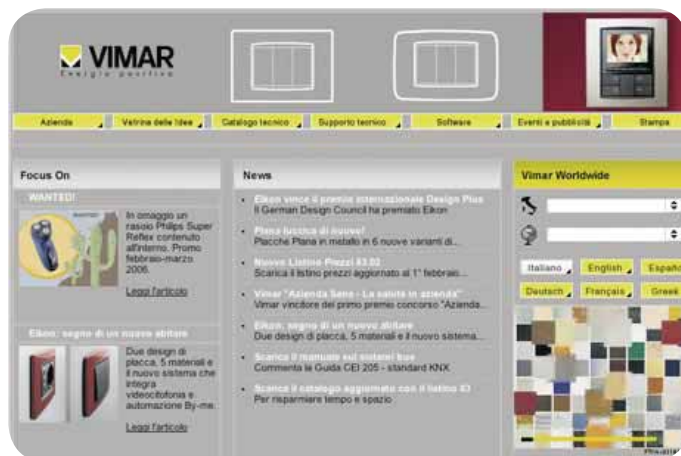 VIMAR
Energia positiva
Azienda
Vetrina delle Idee
Catalogo tecnico
Supporto tecnico
Software
Eventi e pubblicità
Stampa
Focus On
WANTED!
In omaggio un
rasoio Philips Super
Reflex contenuto
all'interno. Promo
febbraio-marzo
2006.
Leggi l'articolo
Eikon: segno di un nuovo abitare
Due design di
placca, 5 materiali e
il nuovo sistema che
integra
videocitofonia e
automazione By-me.
Leggi l'articolo
News
Eikon vince il premio internazionale Design Plus
Il German Design Council ha premiato Eikon
Plana luccica di nuovo!
Placche Plana in metallo in 6 nuove varianti di...
Nuovo Listino Prezzi 83.02
Scarica il listino prezzi aggiornato al 1° febbraio...
Vimar "Azienda Sana - La salute in azienda"
Vimar vincitore del primo premio concorso "Azienda...
Eikon: segno di un nuovo abitare
Due design di placca, 5 materiali e il nuovo sistema...
Scarica il manuale sui sistemi bus
Commenta la Guida CEI 205 - standard KNX
Scarica il catalogo aggiornato con il listino 83
Per risparmiare tempo e spazio
Vimar Worldwide
Italiano
English
Españo
Deutsch
Français
Greek